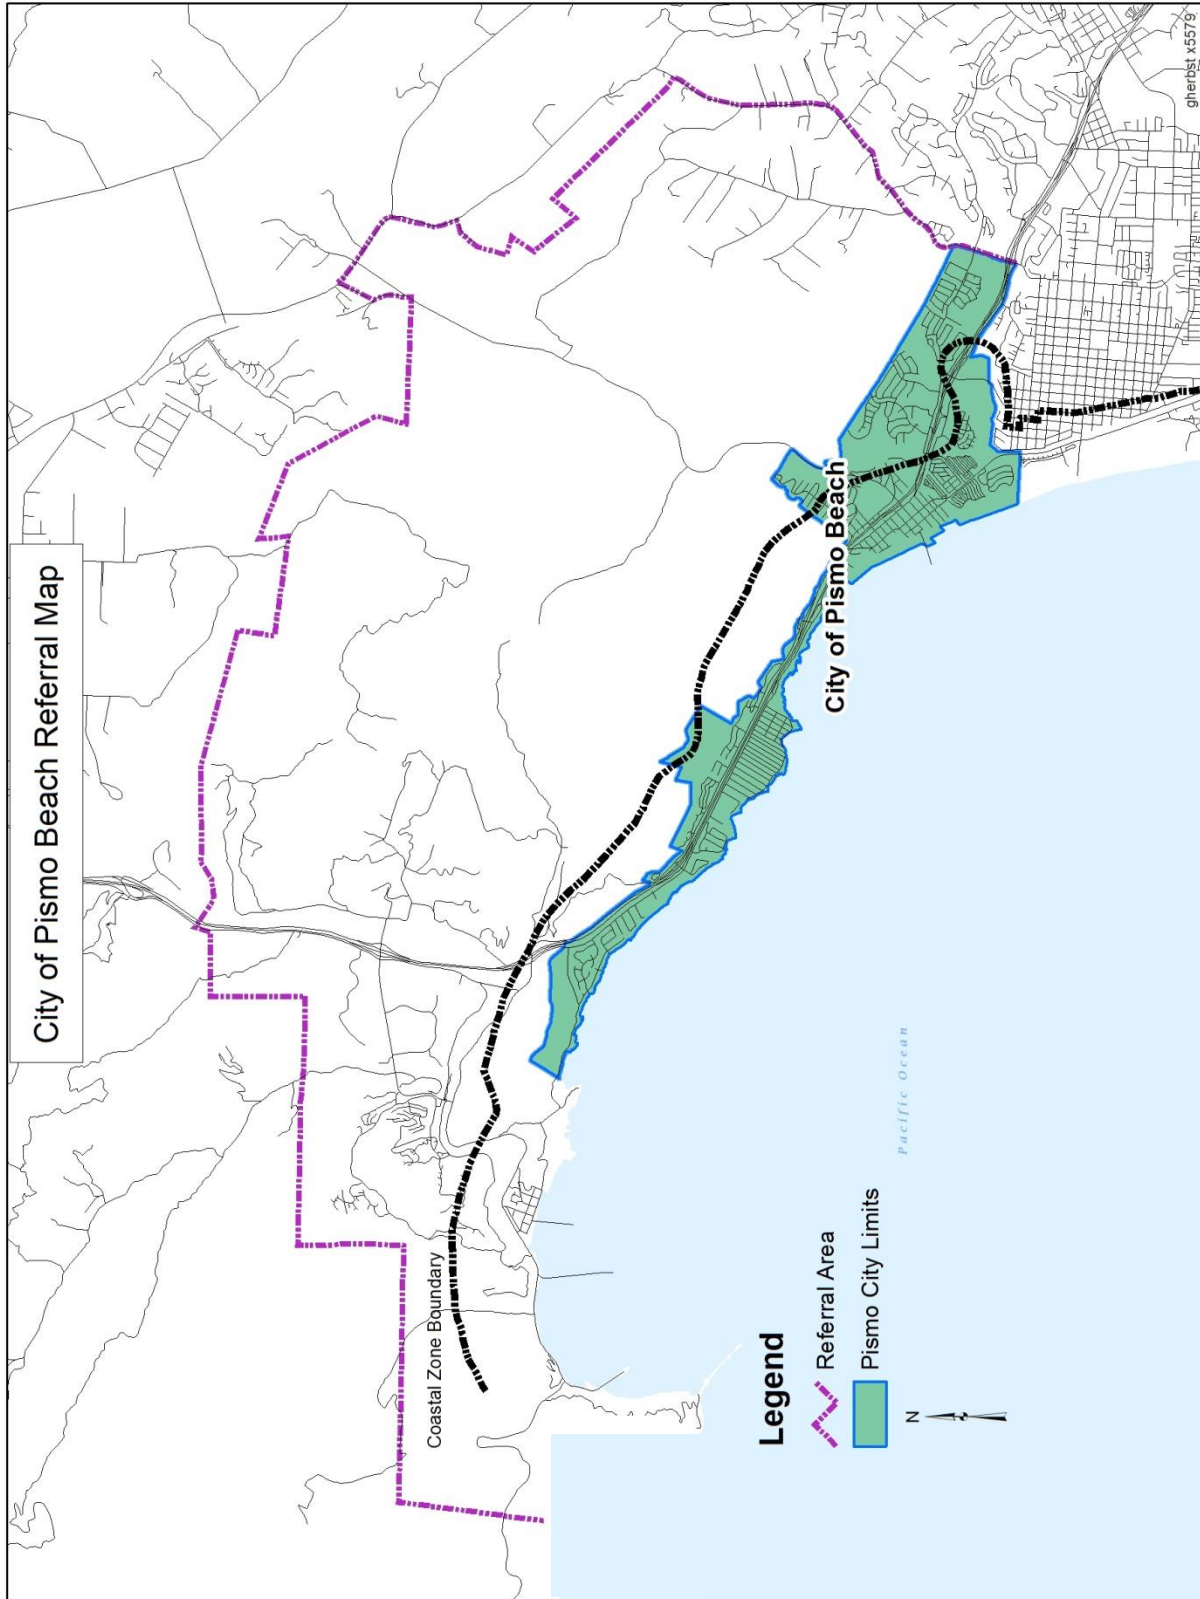 City of Pismo Beach Referral Map
Coastal Zone Boundary
City of Pismo Beach
Pacific Ocean
Legend
Referral Area
Pismo City Limits
N
gherbst x5579